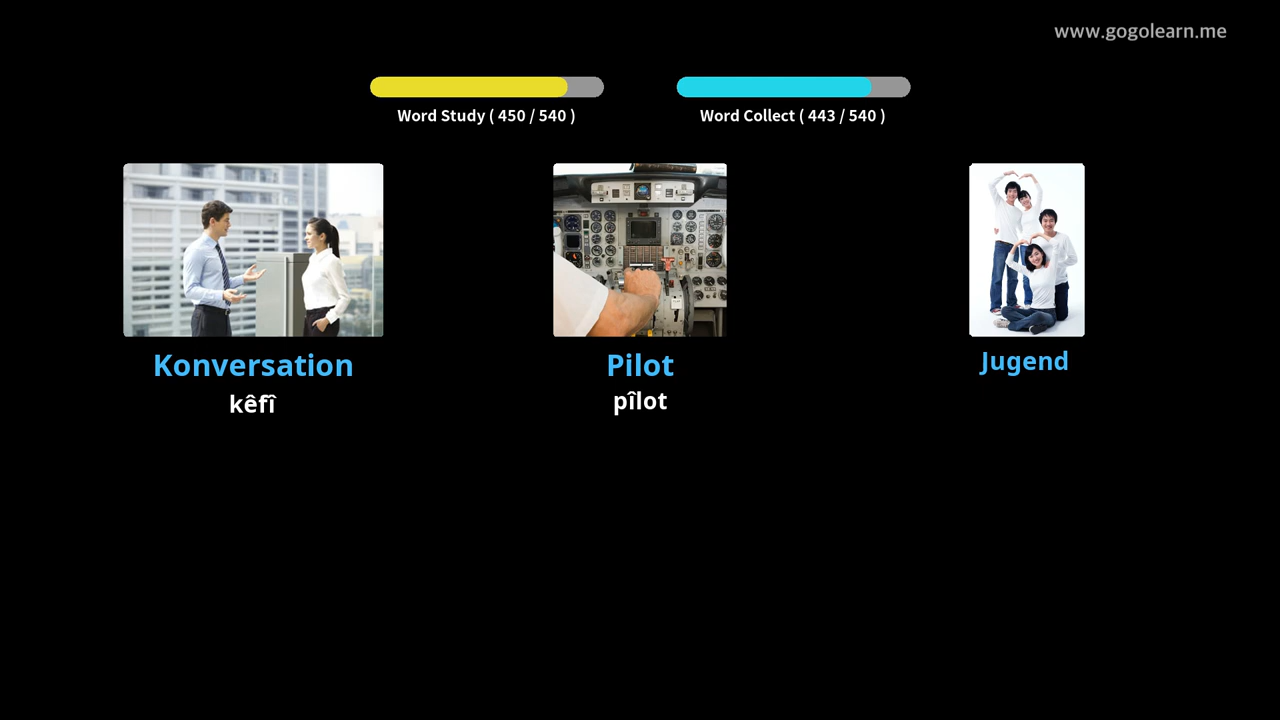 www.gogolearn.me
Word Study ( 450 / 540 )
Word Collect ( 443 / 540 )
Konversation
kêfî
Pilot
pîlot
Jugend